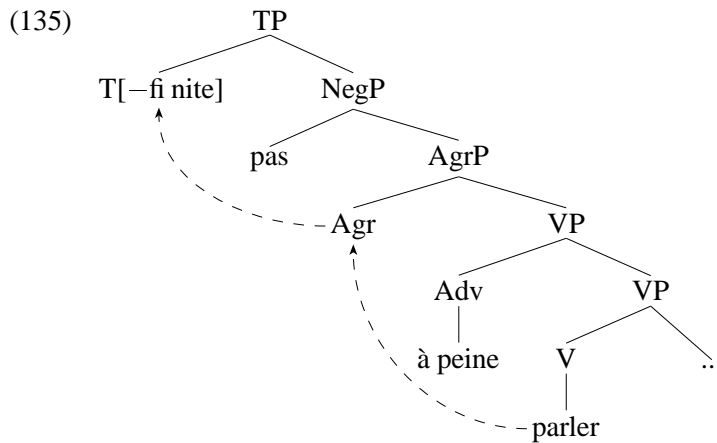 (135) TP
T[−finite] NegP
pas AgrP
Agr VP
Adv VP
à peine V ..
parler